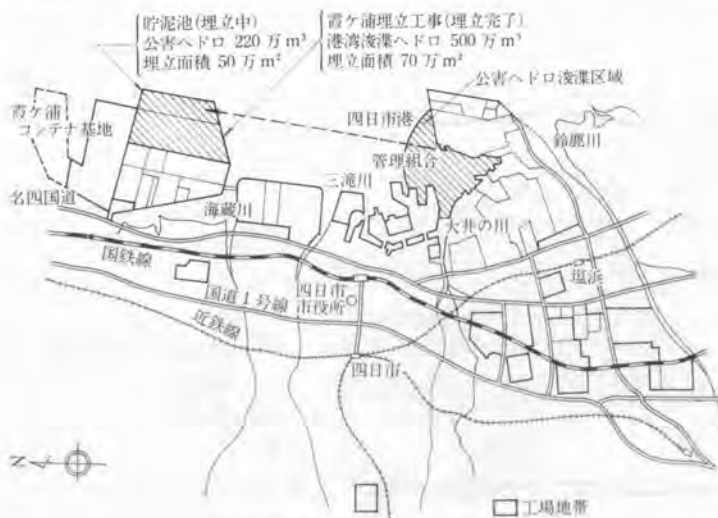 貯泥池(埋立中)
公害ヘドロ 220 万 m³
埋立面積 50 万 m²
霞ケ浦埋立工事(埋立完了)
港湾浚渫ヘドロ 500 万 m³
埋立面積 70 万 m²
公害ヘドロ浚渫区域
霞ケ浦
コンテナ基地
四日市港
管理組合
鈴鹿川
三滝川
名四国道
海蔵川
大井の川
国鉄線
塩浜
国道1号線
四日市
市役所
近鉄線
四日市
N
工場地帯